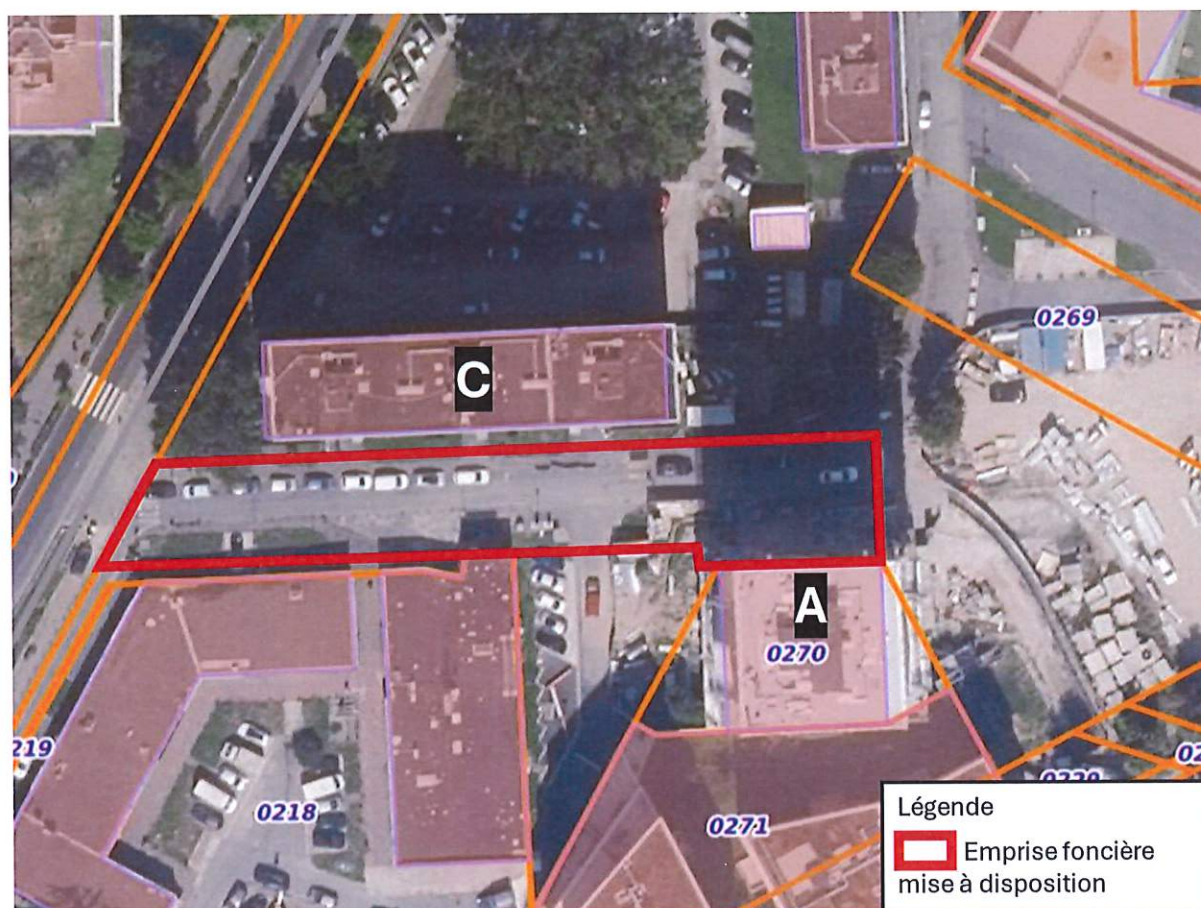 0269
C
A
0270
219
0218
0271
Légende
Emprise foncière
mise à disposition